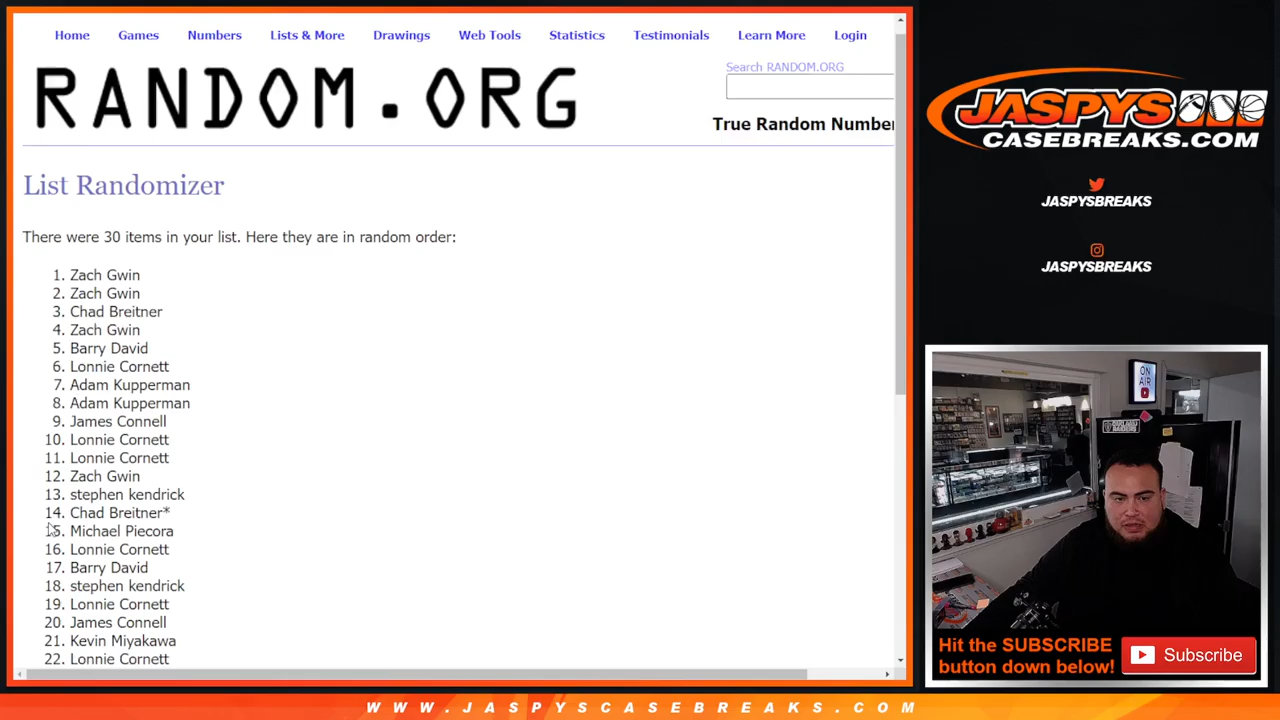 Home Games Numbers Lists & More Drawings Web Tools Statistics Testimonials Learn More Login
RANDOM.ORG
Search RANDOM.ORG
True Random Number
List Randomizer
There were 30 items in your list. Here they are in random order:
1. Zach Gwin
2. Zach Gwin
3. Chad Breitner
4. Zach Gwin
5. Barry David
6. Lonnie Cornett
7. Adam Kupperman
8. Adam Kupperman
9. James Connell
10. Lonnie Cornett
11. Lonnie Cornett
12. Zach Gwin
13. stephen kendrick
14. Chad Breitner*
15. Michael Piecora
16. Lonnie Cornett
17. Barry David
18. stephen kendrick
19. Lonnie Cornett
20. James Connell
21. Kevin Miyakawa
22. Lonnie Cornett
JASPYS
CASEBREAKS.COM
JASPYSBREAKS
JASPYSBREAKS
ON
AIR
Hit the SUBSCRIBE
button down below!
Subscribe
WWW.JASPYSCASEBREAKS.COM